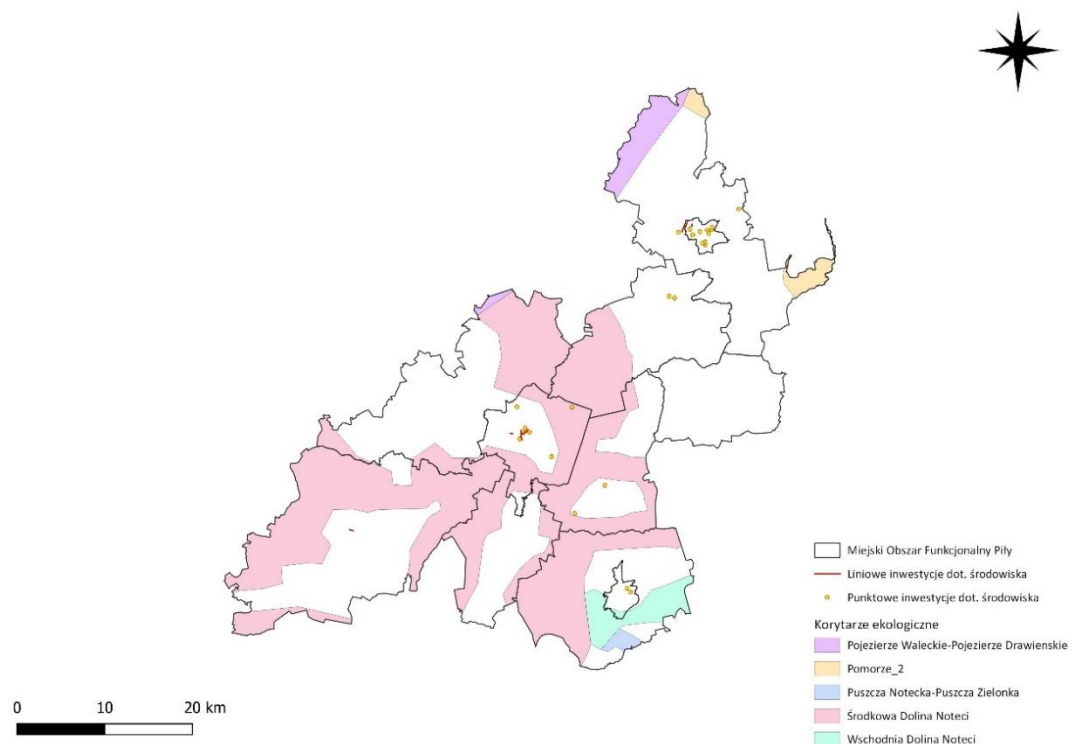 Miejski Obszar Funkcjonalny Piły
Liniowe inwestycje dot. środowiska
Punktowe inwestycje dot. środowiska
Korytarze ekologiczne
Pojezierze Waleckie-Pojezierze Drawienskie
Pomorze_2
Puszcza Notecka-Puszcza Zielonka
Środkowa Dolina Noteci
Wschodnia Dolina Noteci
0 10 20 km